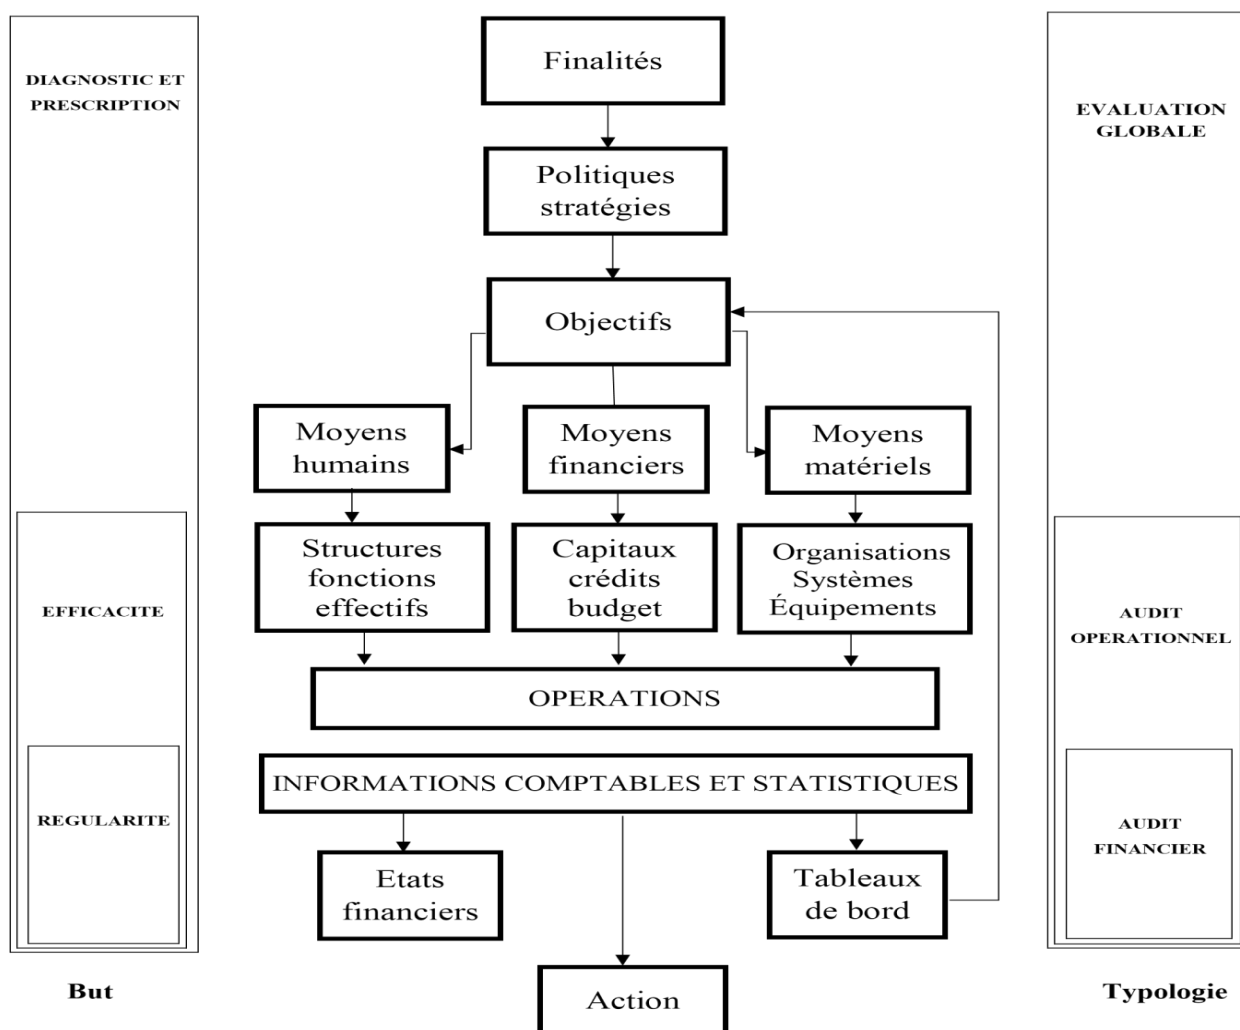 Finalités
DIAGNOSTIC ET
PRESCRIPTION
EVALUATION
GLOBALE
Politiques
stratégies
Objectifs
Moyens
humains
Moyens
financiers
Moyens
matériels
Structures
fonctions
effectifs
Capitaux
crédits
budget
Organisations
Systèmes
Équipements
EFFICACITE
AUDIT
OPERATIONNEL
OPERATIONS
INFORMATIONS COMPTABLES ET STATISTIQUES
REGULARITE
AUDIT
FINANCIER
Etats
financiers
Tableaux
de bord
But
Action
Typologie